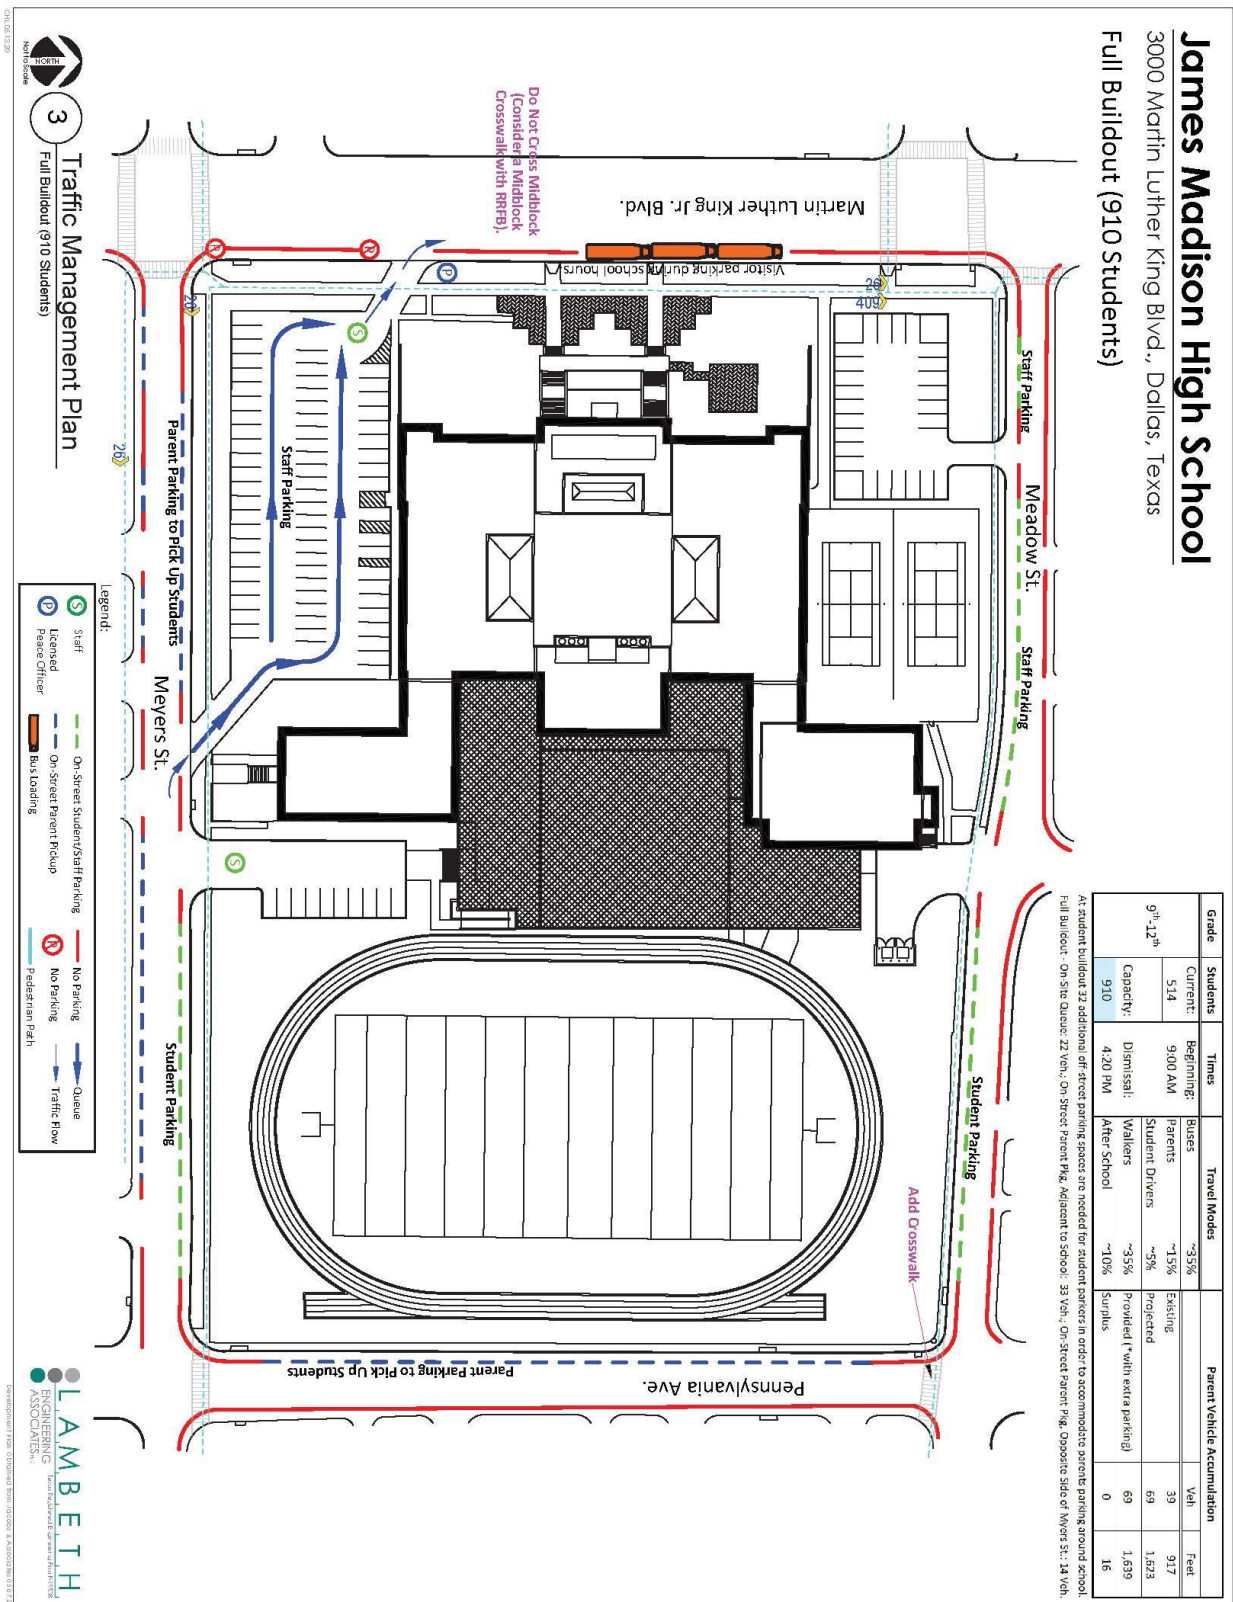 James Madison High School
3000 Martin Luther King Blvd., Dallas, Texas
Full Buildout (910 Students)
Grade Students Times Travel Modes Parent Vehicle Accumulation
Veh Feet
9th-12th
Current: Beginning: Buses ~35%
514 9:00 AM Parents ~15% Existing 39 917
Student Drivers ~5% Projected 69 1,623
Capacity: Dismissal: Walkers ~35% Provided (*with extra parking) 69 1,639
910 4:20 PM After School ~10% Surplus 0 16
At student buildout 32 additional off-street parking spaces are needed for student parkers in order to accommodate parents parking around school.
Full Buildout - On-Site Queue: 22 Veh.; On-Street Parent Pkg, Adjacent to School: 33 Veh.; On-Street Parent Pkg, Opposite Side of Myers St.: 14 Veh.
Staff Parking
Meadow St.
Staff Parking
Student Parking
Add Crosswalk
Martin Luther King Jr. Blvd.
Visitor parking during school hours
26
409
Do Not Cross Midblock
(Consider a Midblock
Crosswalk with RRFB).
R
R
P
S
Staff Parking
S
20
26
Parent Parking to Pick Up Students
Meyers St.
Student Parking
Parent Parking to Pick Up Students
Pennsylvania Ave.
NORTH
Not to Scale
3
Traffic Management Plan
Full Buildout (910 Students)
Legend:
S Staff
P Licensed
Peace Officer
On-Street Student/Staff Parking
On-Street Parent Pickup
Bus Loading
No Parking
R No Parking
Pedestrian Path
Queue
Traffic Flow
LAMBETH
ENGINEERING
ASSOCIATES